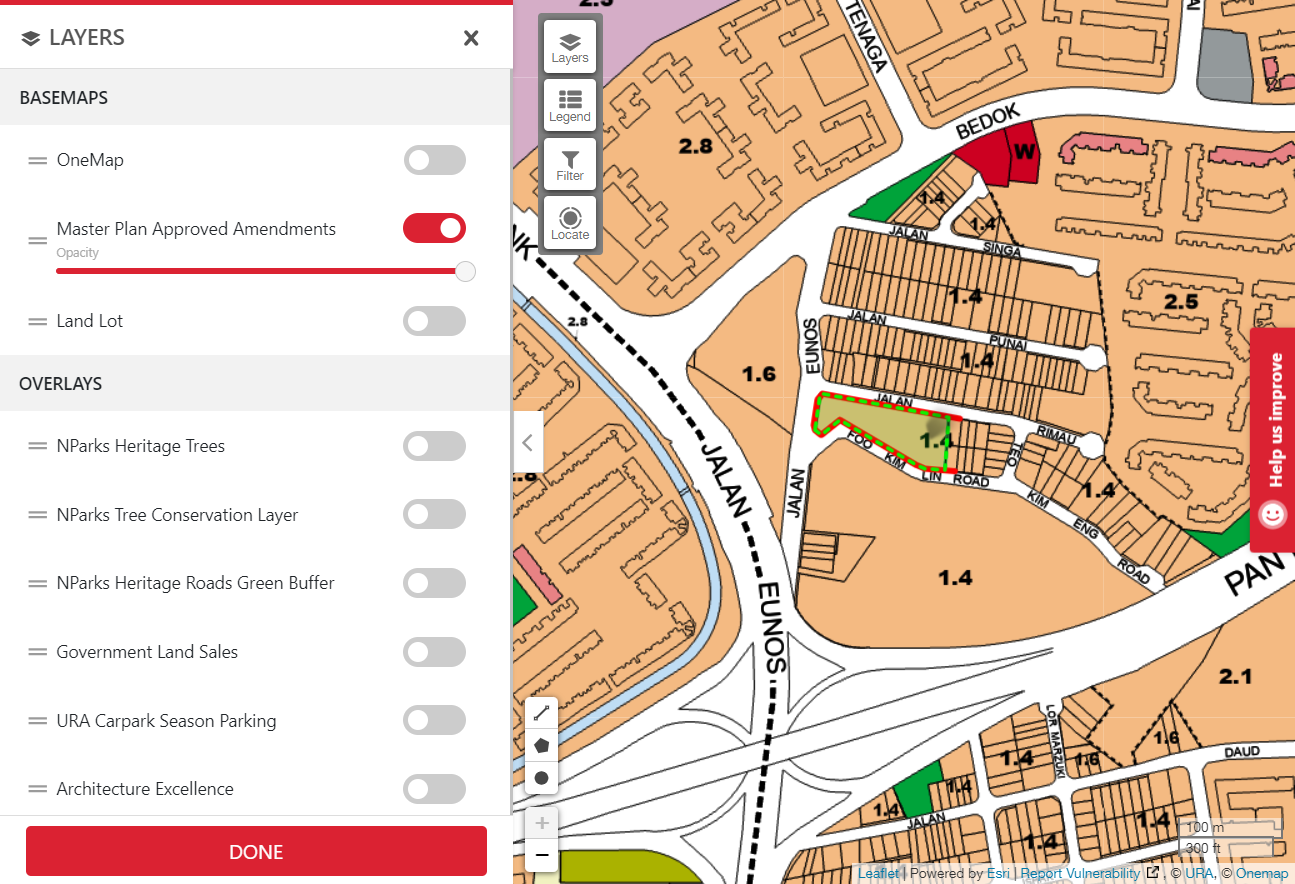 LAYERS
BASEMAPS
OneMap
Master Plan Approved Amendments
Opacity
Land Lot
OVERLAYS
NParks Heritage Trees
NParks Tree Conservation Layer
NParks Heritage Roads Green Buffer
Government Land Sales
URA Carpark Season Parking
Architecture Excellence
DONE
Layers
Legend
Filter
Locate
TENAGA
BEDOK
2.8
W
1.4
1.4
JALAN SINGA
1.4
2.5
2.8
EUNOS
JALAN PUNAI
1.4
1.6
JALAN RIMAU
1.4
FOO KIM LIN ROAD
TEO
KIM ENG ROAD
1.4
JALAN
JALAN EUNOS
1.4
PAN
2.1
LOR MARZUKI
1.6
1.6
DAUD
1.4
1.4
1.4
JALAN
1.4
1.4
Help us improve
+
−
100 m
300 ft
Leaflet | Powered by Esri | Report Vulnerability , © URA, © Onemap